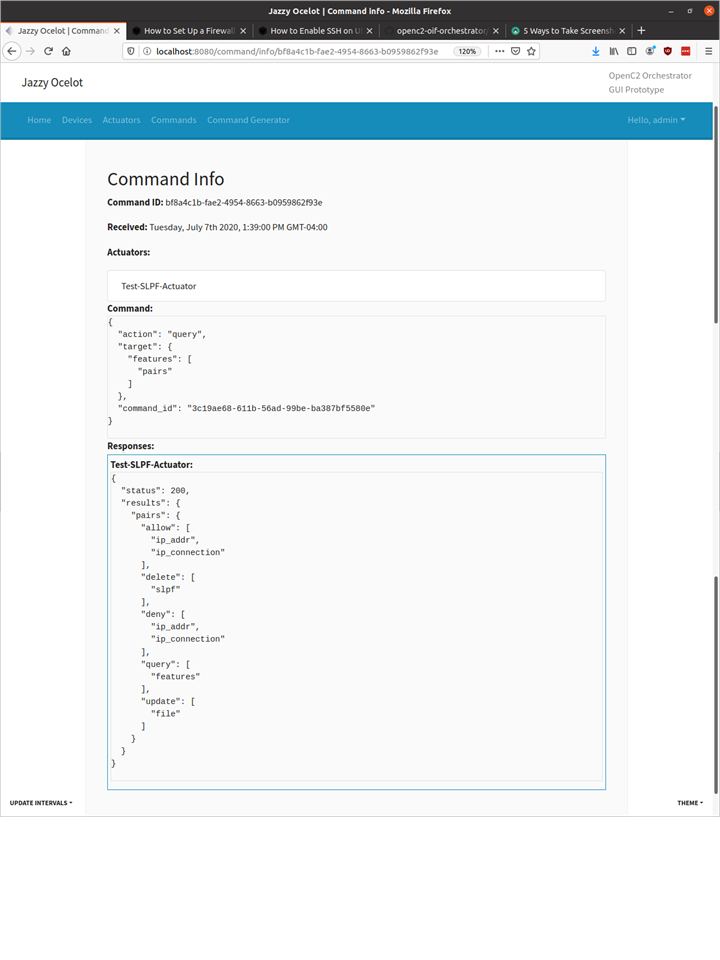 Jazzy Ocelot | Command info - Mozilla Firefox
Jazzy Ocelot | Command
How to Set Up a Firewall
How to Enable SSH on U
openc2-oif-orchestrator
5 Ways to Take Screensh
localhost:8080/command/info/bf8a4c1b-fae2-4954-8663-b0959862f93e
120%
Jazzy Ocelot
OpenC2 Orchestrator
GUI Prototype
Home Devices Actuators Commands Command Generator
Hello, admin
Command Info
Command ID: bf8a4c1b-fae2-4954-8663-b0959862f93e
Received: Tuesday, July 7th 2020, 1:39:00 PM GMT-04:00
Actuators:
Test-SLPF-Actuator
Command:
{
"action": "query",
"target": {
"features": [
"pairs"
]
},
"command_id": "3c19ae68-611b-56ad-99be-ba387bf5580e"
}
Responses:
Test-SLPF-Actuator:
{
"status": 200,
"results": {
"pairs": {
"allow": [
"ip_addr",
"ip_connection"
],
"delete": [
"slpf"
],
"deny": [
"ip_addr",
"ip_connection"
],
"query": [
"features"
],
"update": [
"file"
]
}
}
}
UPDATE INTERVALS
THEME